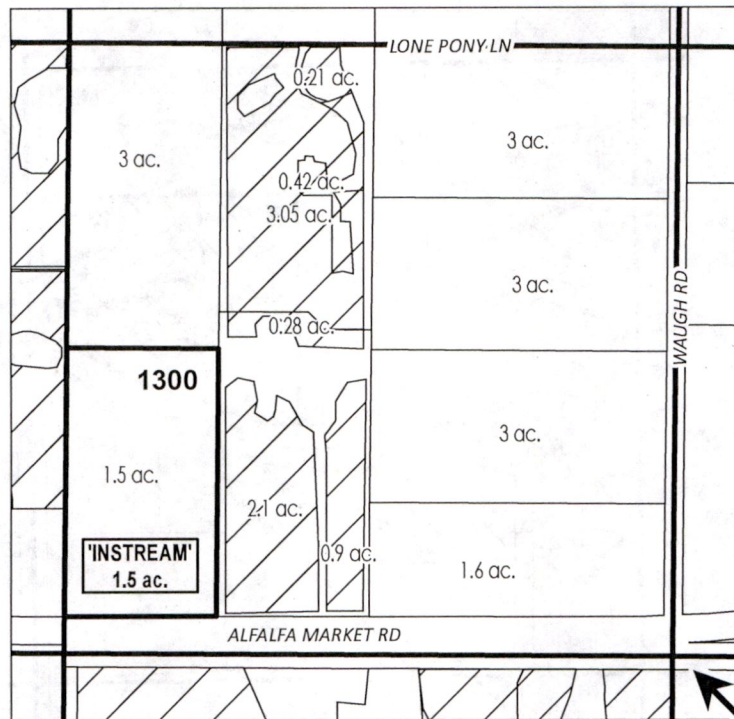 LONE PONY LN
0.21 ac.
3 ac.
3 ac.
0.42 ac.
3.05 ac.
3 ac.
WAUGH RD
0.28 ac.
1300
3 ac.
1.5 ac.
2.1 ac.
0.9 ac.
'INSTREAM'
1.5 ac.
1.6 ac.
ALFALFA MARKET RD